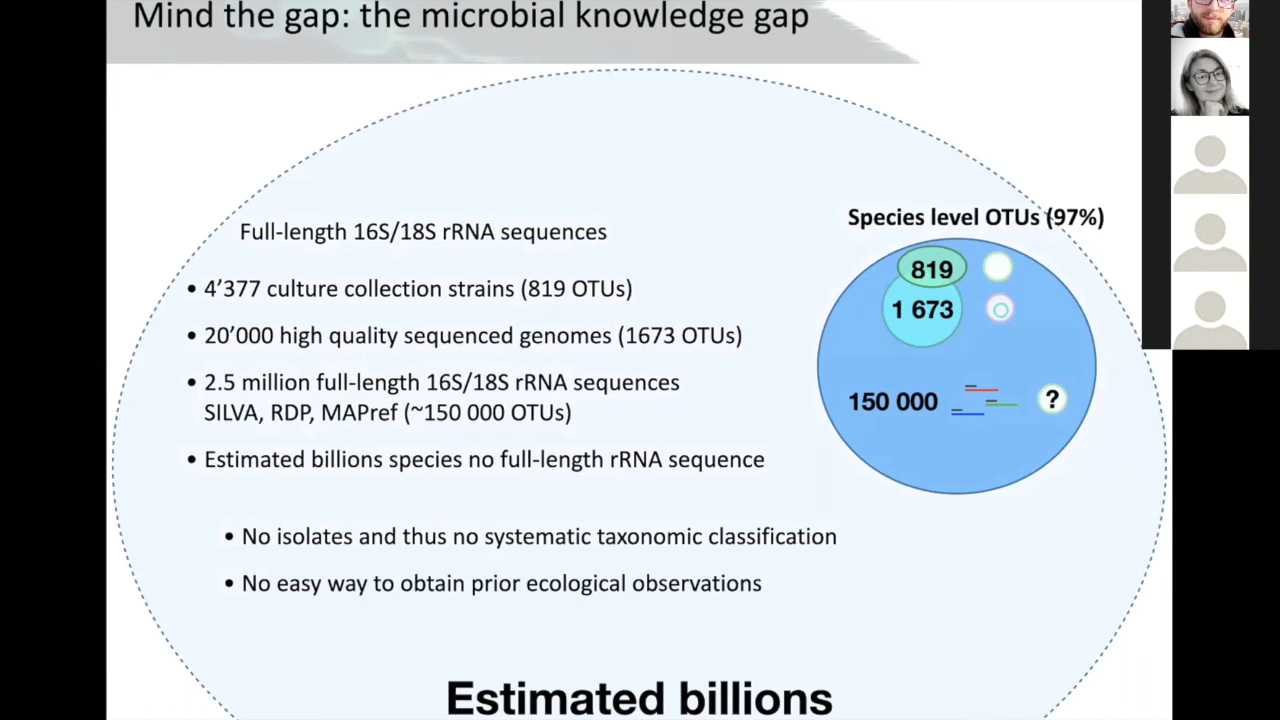 Mind the gap: the microbial knowledge gap
Species level OTUs (97%)
Full-length 16S/18S rRNA sequences
• 4’377 culture collection strains (819 OTUs)
• 20’000 high quality sequenced genomes (1673 OTUs)
• 2.5 million full-length 16S/18S rRNA sequences
SILVA, RDP, MAPref (~150 000 OTUs)
• Estimated billions species no full-length rRNA sequence
• No isolates and thus no systematic taxonomic classification
• No easy way to obtain prior ecological observations
819
1 673
150 000 ?
Estimated billions